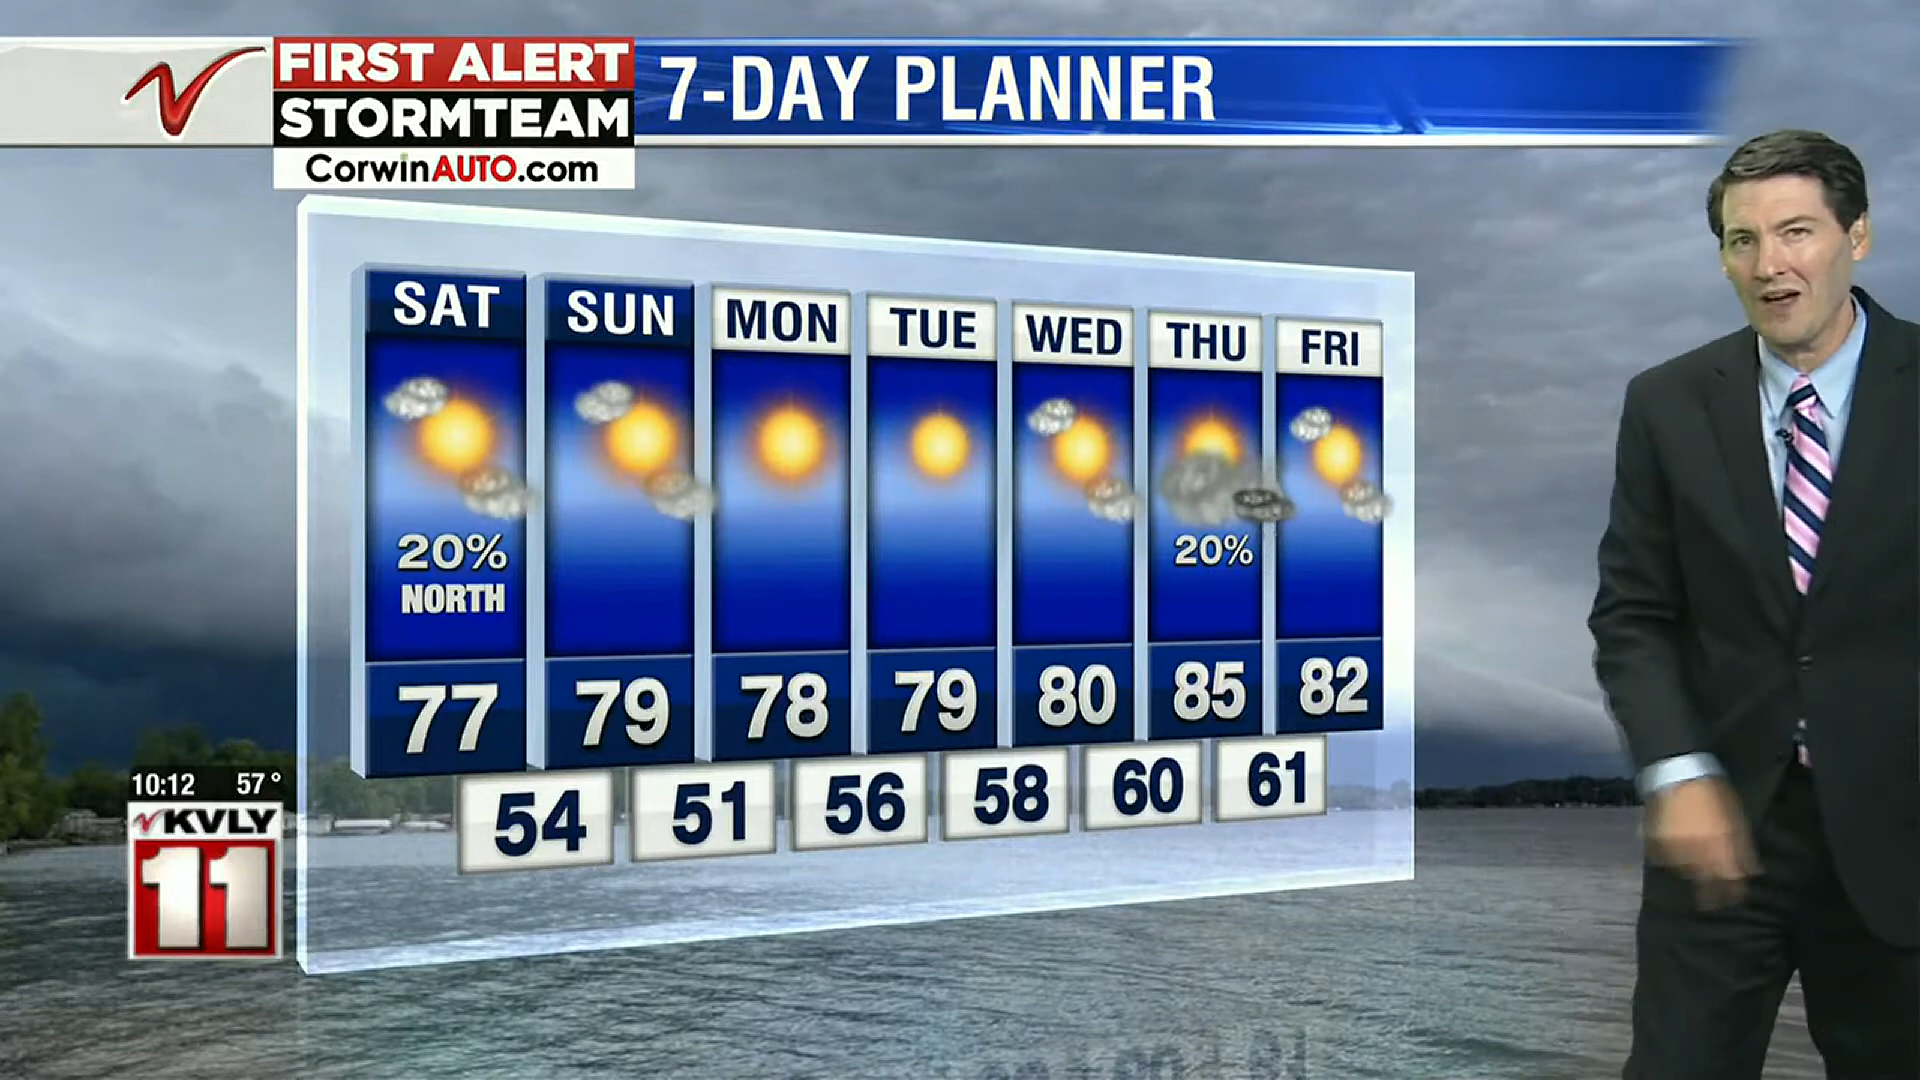 FIRST ALERT
STORMTEAM
CorwinAUTO.com
7-DAY PLANNER
SAT SUN MON TUE WED THU FRI
20% 20%
NORTH
77 79 78 79 80 85 82
54 51 56 58 60 61
10:12 57°
KVLY
11